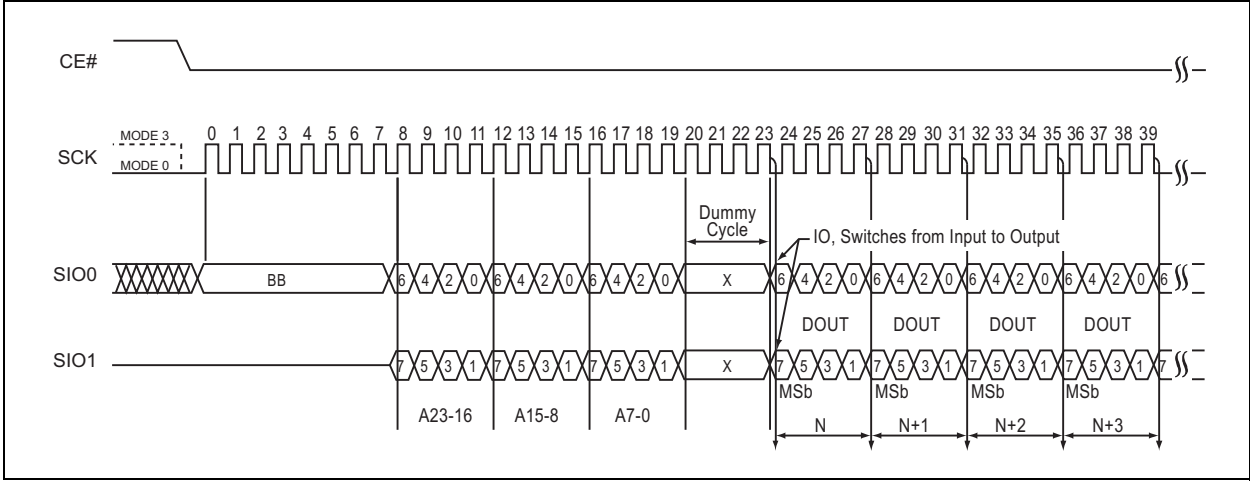 CE#
MODE 3
0 1 2 3 4 5 6 7 8 9 10 11 12 13 14 15 16 17 18 19 20 21 22 23 24 25 26 27 28 29 30 31 32 33 34 35 36 37 38 39
SCK
MODE 0
Dummy
Cycle
IO, Switches from Input to Output
SIO0
BB
6 4 2 0 6 4 2 0 6 4 2 0
X
6 4 2 0 6 4 2 0 6 4 2 0 6 4 2 0 6
DOUT DOUT DOUT DOUT
SIO1
7 5 3 1 7 5 3 1 7 5 3 1
X
7 5 3 1 7 5 3 1 7 5 3 1 7 5 3 1 7
MSb MSb MSb MSb
A23-16 A15-8 A7-0
N N+1 N+2 N+3